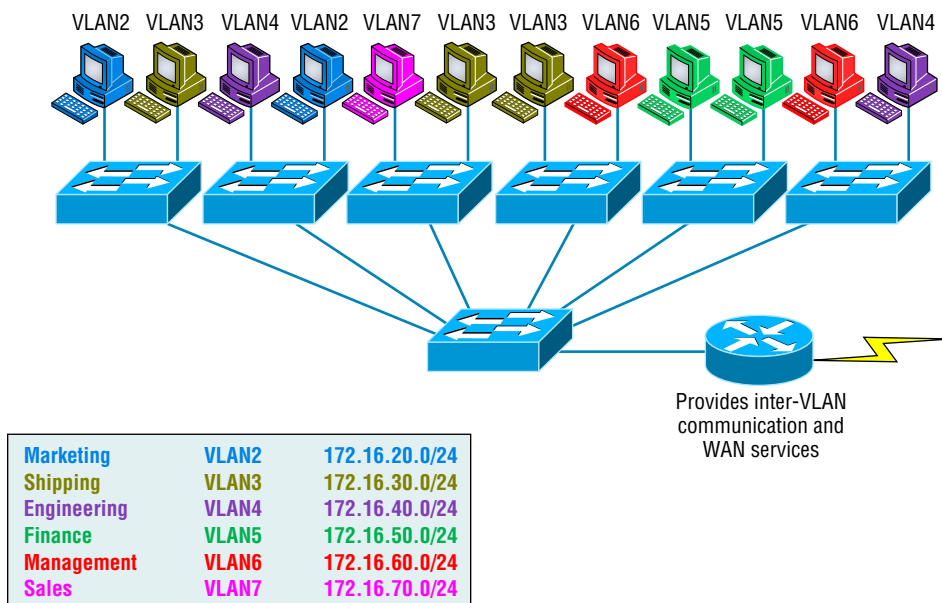 VLAN2 VLAN3 VLAN4 VLAN2 VLAN7 VLAN3 VLAN3 VLAN6 VLAN5 VLAN5 VLAN6 VLAN4
Provides inter-VLAN
communication and
WAN services
Marketing VLAN2 172.16.20.0/24
Shipping VLAN3 172.16.30.0/24
Engineering VLAN4 172.16.40.0/24
Finance VLAN5 172.16.50.0/24
Management VLAN6 172.16.60.0/24
Sales VLAN7 172.16.70.0/24